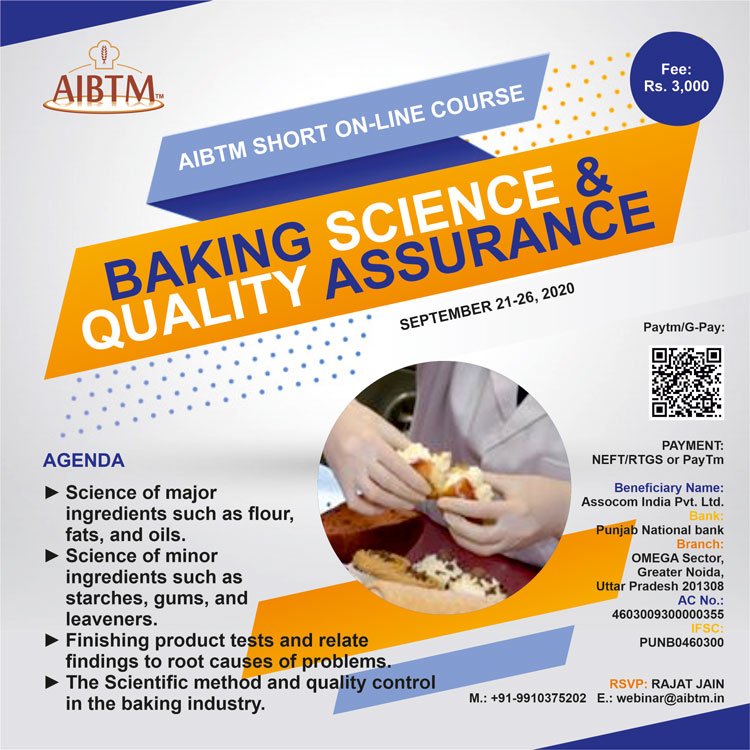 AIBTM™
Fee:
Rs. 3,000
AIBTM SHORT ON-LINE COURSE
BAKING SCIENCE &
QUALITY ASSURANCE
SEPTEMBER 21-26, 2020
Paytm/G-Pay:
PAYMENT:
NEFT/RTGS or PayTm
Beneficiary Name:
Assocom India Pvt. Ltd.
Bank:
Punjab National bank
Branch:
OMEGA Sector,
Greater Noida,
Uttar Pradesh 201308
AC No.:
4603009300000355
IFSC:
PUNB0460300
AGENDA
► Science of major
ingredients such as flour,
fats, and oils.
► Science of minor
ingredients such as
starches, gums, and
leaveners.
► Finishing product tests and relate
findings to root causes of problems.
► The Scientific method and quality control
in the baking industry.
RSVP: RAJAT JAIN
M.: +91-9910375202 E.: webinar@aibtm.in